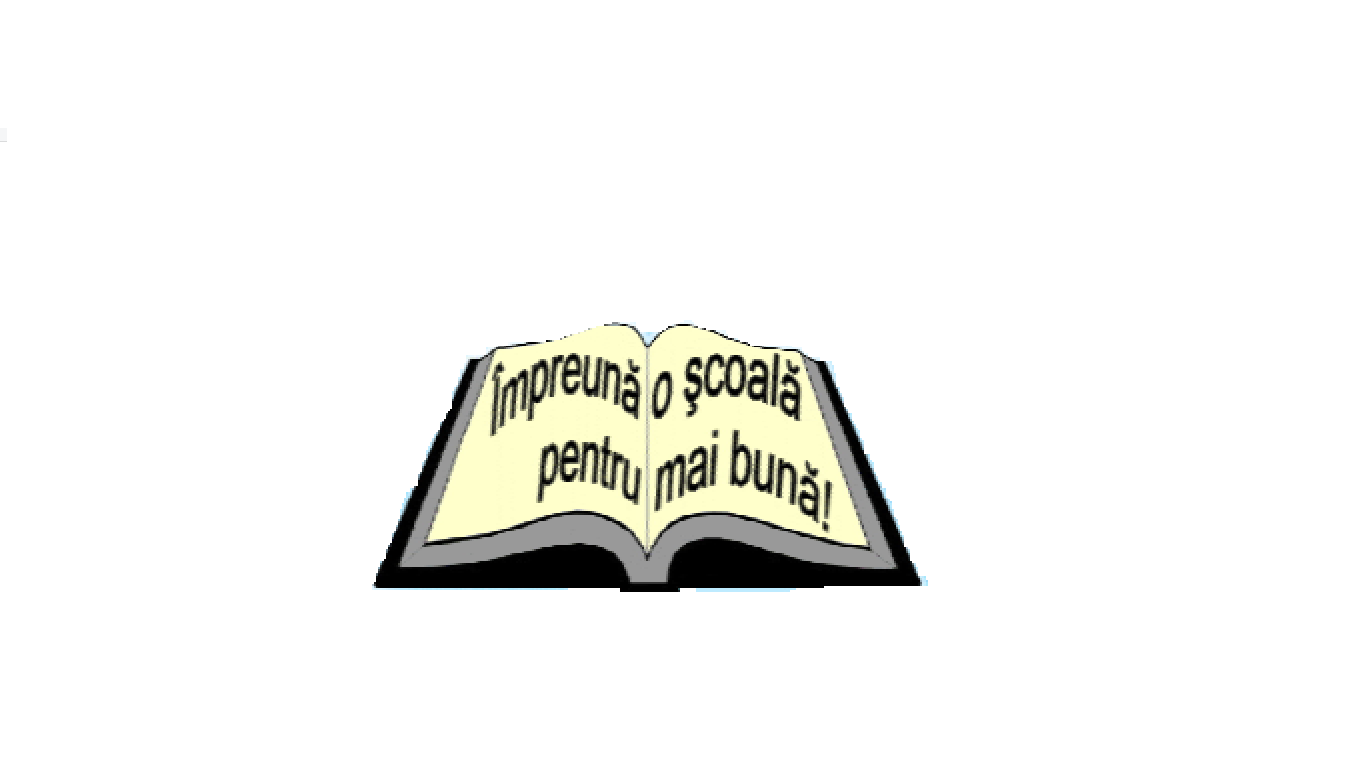 Împreună
pentru
o şcoală
mai bună!